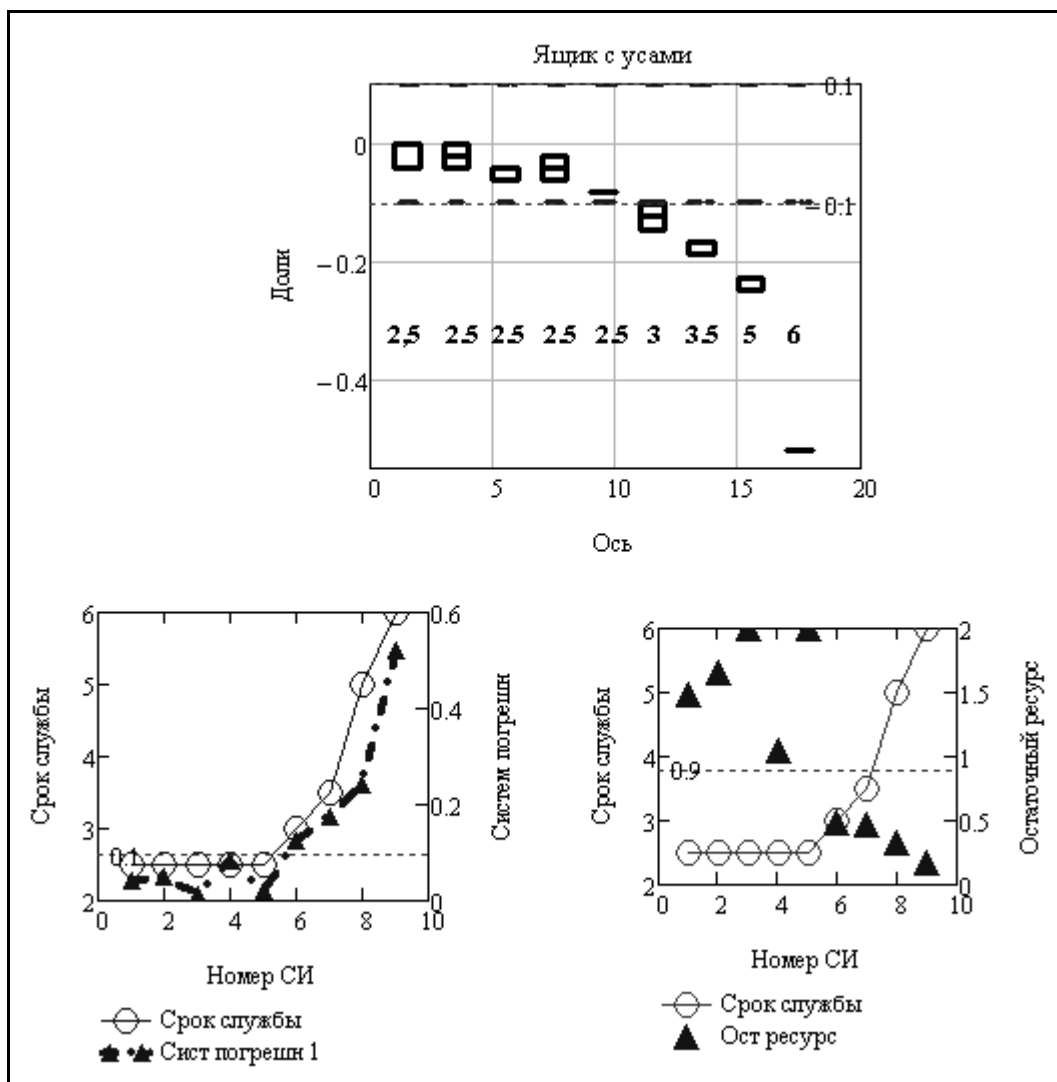 Ящик с усами
0.1
0
−0.1
−0.2
−0.4
Доли
2,5 2.5 2.5 2.5 2.5 3 3.5 5 6
0 5 10 15 20
Ось
6 0.6
5
0.4
4
0.2
3
0.1
2 0
0 2 4 6 8 10
Срок службы
Систем погрешн
Номер СИ
Срок службы
Сист погрешн 1
6 2
5 1.5
4 1
0.9
3 0.5
2 0
0 2 4 6 8 10
Срок службы
Остаточный ресурс
Номер СИ
Срок службы
Ост ресурс